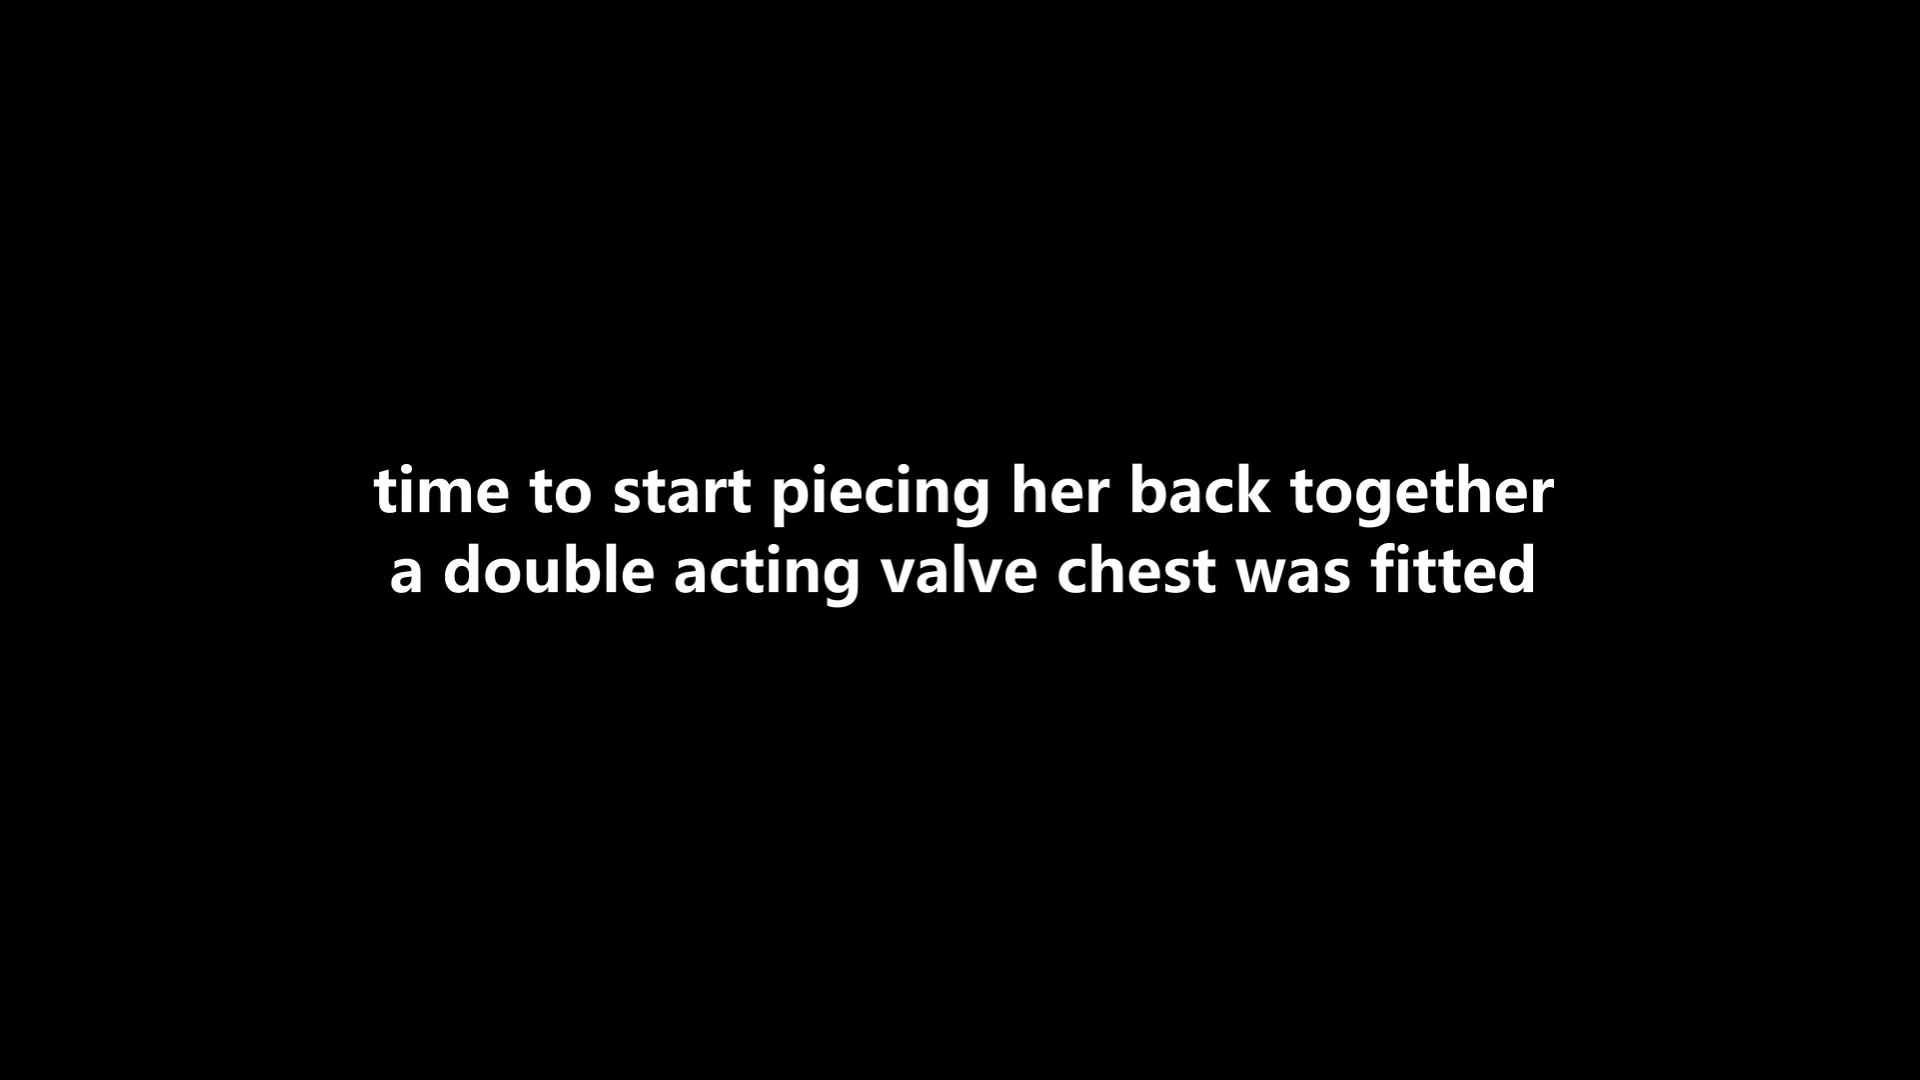 time to start piecing her back together
a double acting valve chest was fitted